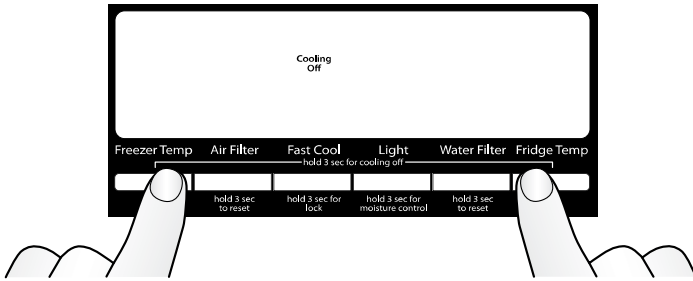 Cooling
Off
Freezer Temp Air Filter Fast Cool Light Water Filter Fridge Temp
hold 3 sec for cooling off
hold 3 sec
to reset
hold 3 sec for
lock
hold 3 sec for
moisture control
hold 3 sec
to reset